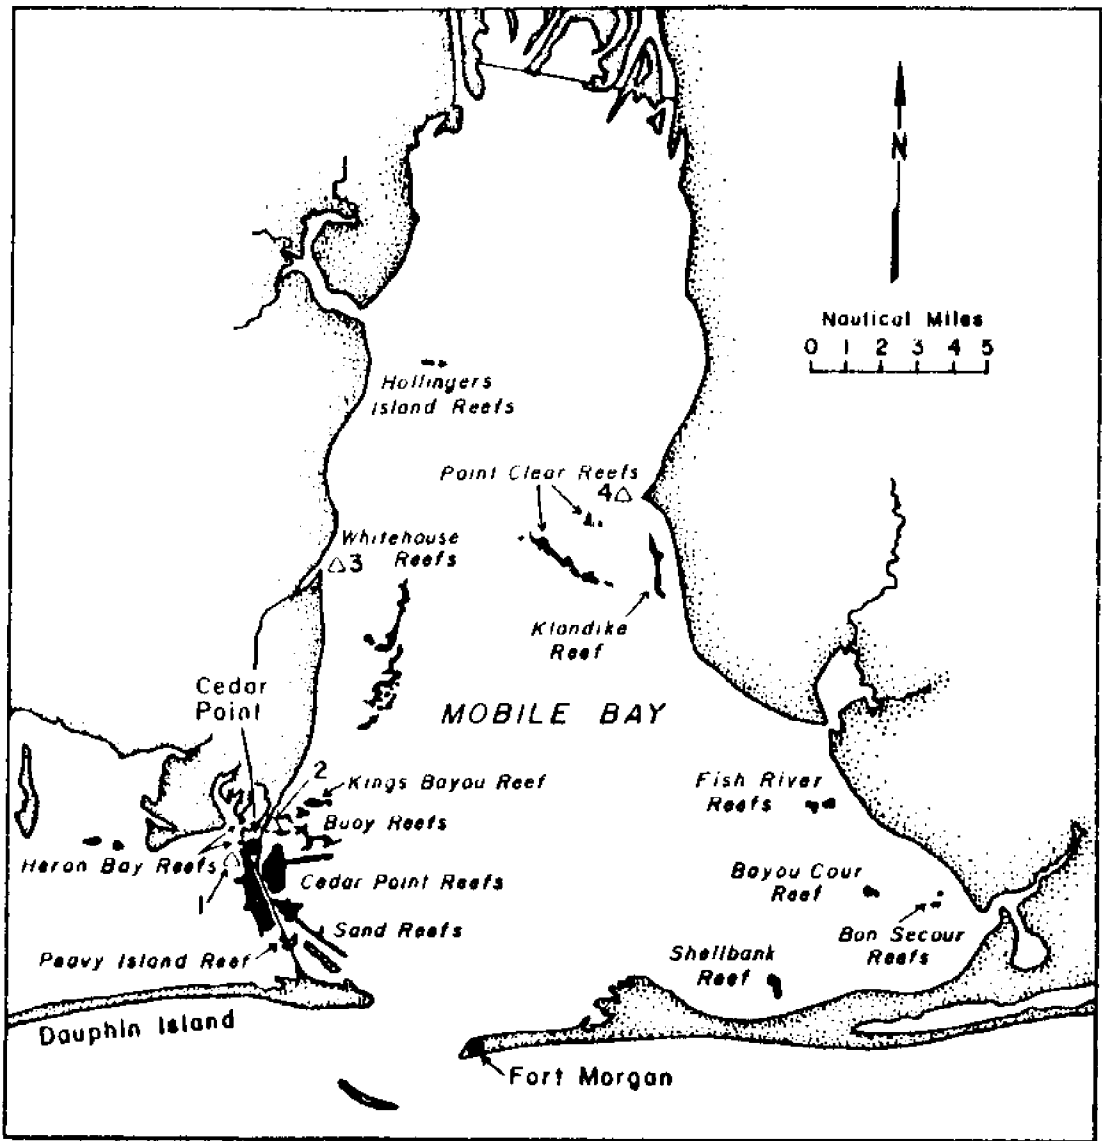 N
Nautical Miles
0 1 2 3 4 5
Hollingers
Island Reefs
Point Clear Reefs
4
Whitehouse
Reefs
3
Klondike
Reef
Cedar
Point
MOBILE BAY
2
Kings Bayou Reef
Fish River
Reefs
Buoy Reefs
Heron Bay Reefs
Cedar Point Reefs
Bayou Cour
Reef
1
Sand Reefs
Bon Secour
Reefs
Peavy Island Reef
Shellbank
Reef
Dauphin Island
Fort Morgan